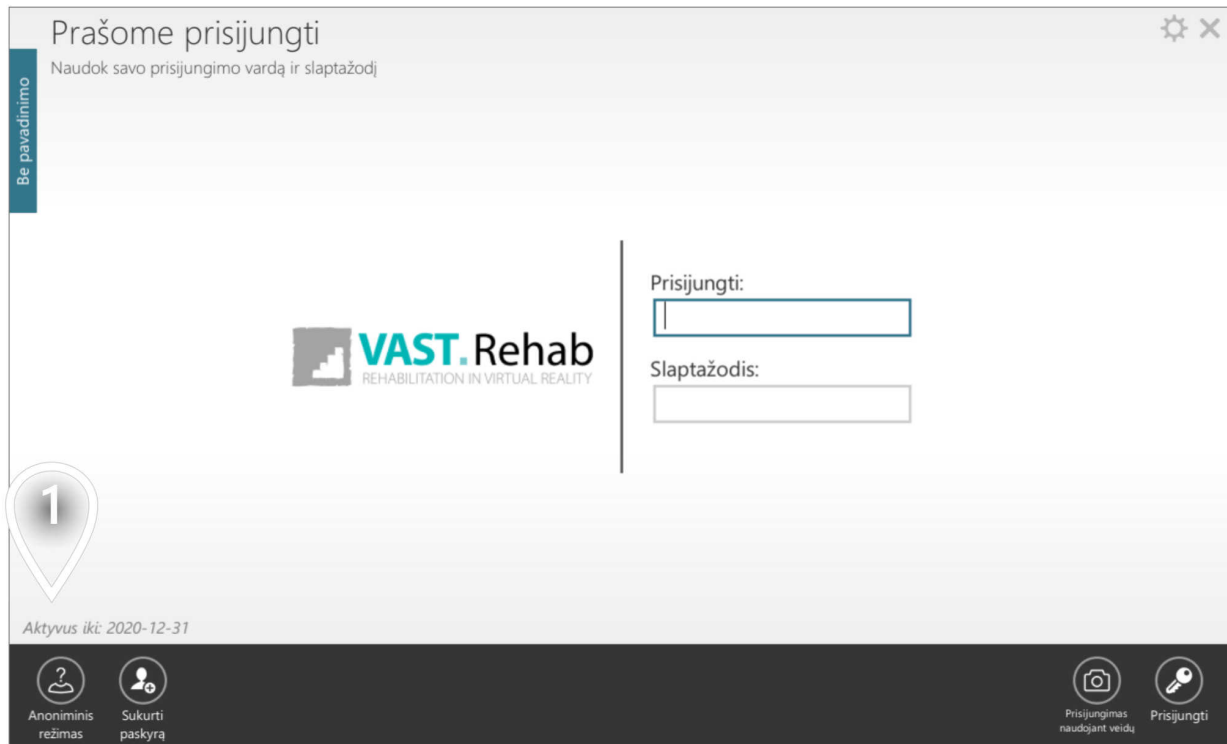 Prašome prisijungti
Naudok savo prisijungimo vardą ir slaptažodį
Be pavadinimo
Prisijungti:
VAST.Rehab
REHABILITATION IN VIRTUAL REALITY
Slaptažodis:
1
Aktyvus iki: 2020-12-31
Anoniminis
režimas
Sukurti
paskyrą
Prisijungimas
naudojant veidų
Prisijungti